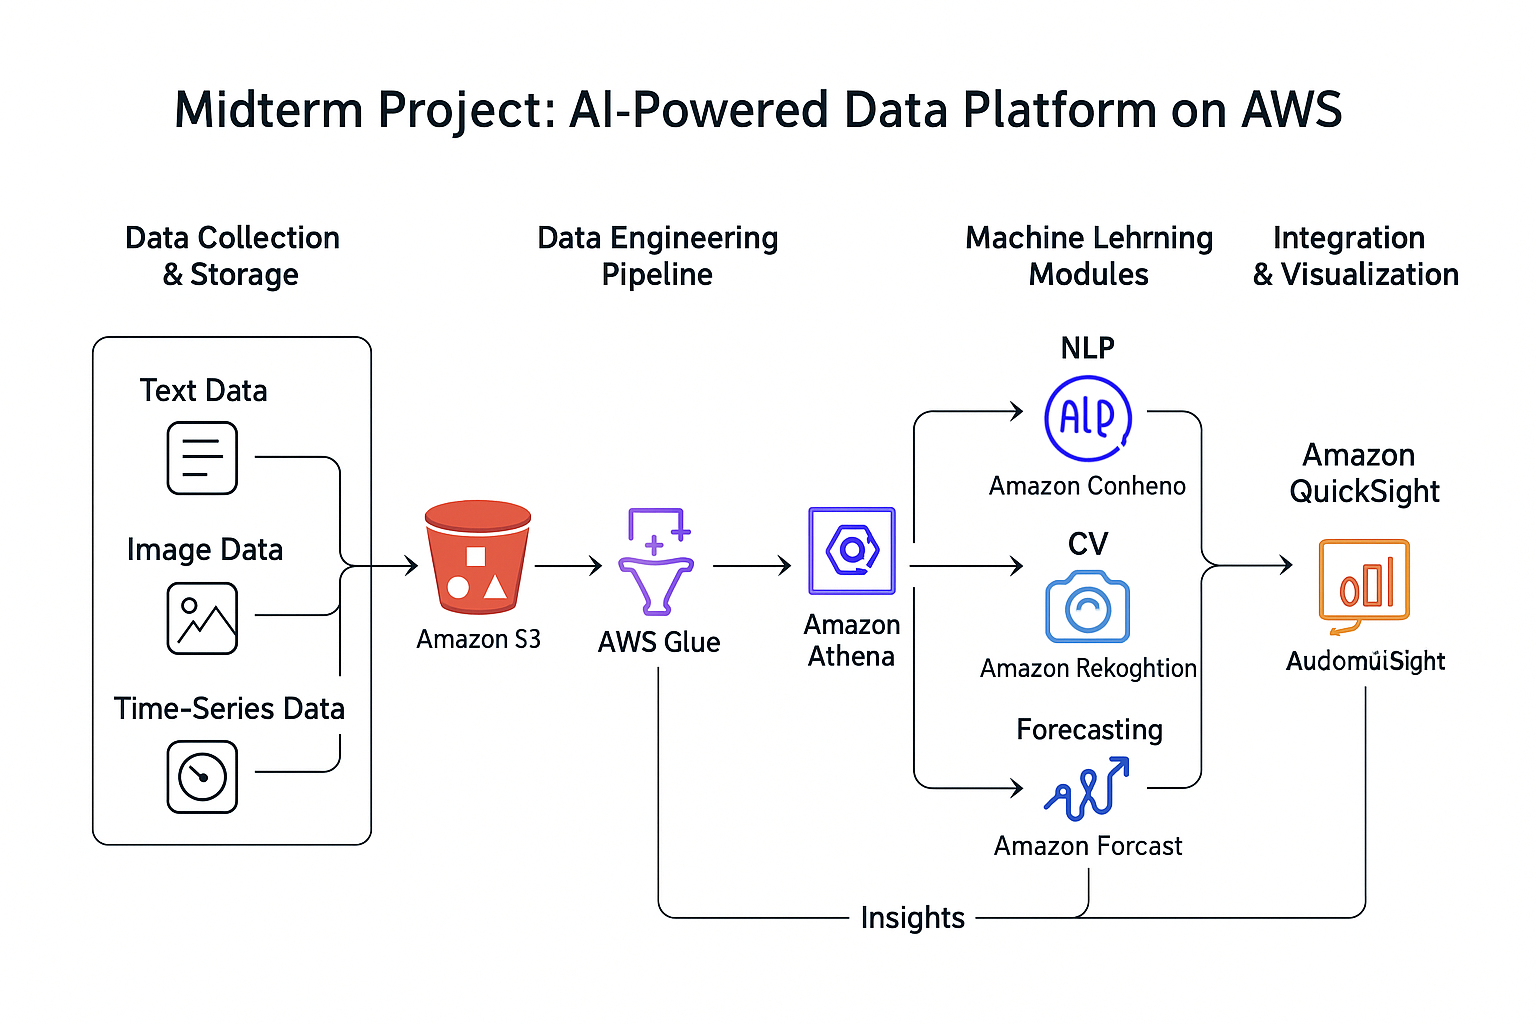 Midterm Project: AI-Powered Data Platform on AWS
Data Collection
& Storage
Data Engineering
Pipeline
Machine Lehrning
Modules
Integration
& Visualization
Text Data
Image Data
Time-Series Data
Amazon S3
AWS Glue
Amazon
Athena
NLP
AlP
Amazon Conheno
CV
Amazon Rekoghtion
Forecasting
Amazon Forcast
Amazon
QuickSight
AudomuiSight
Insights